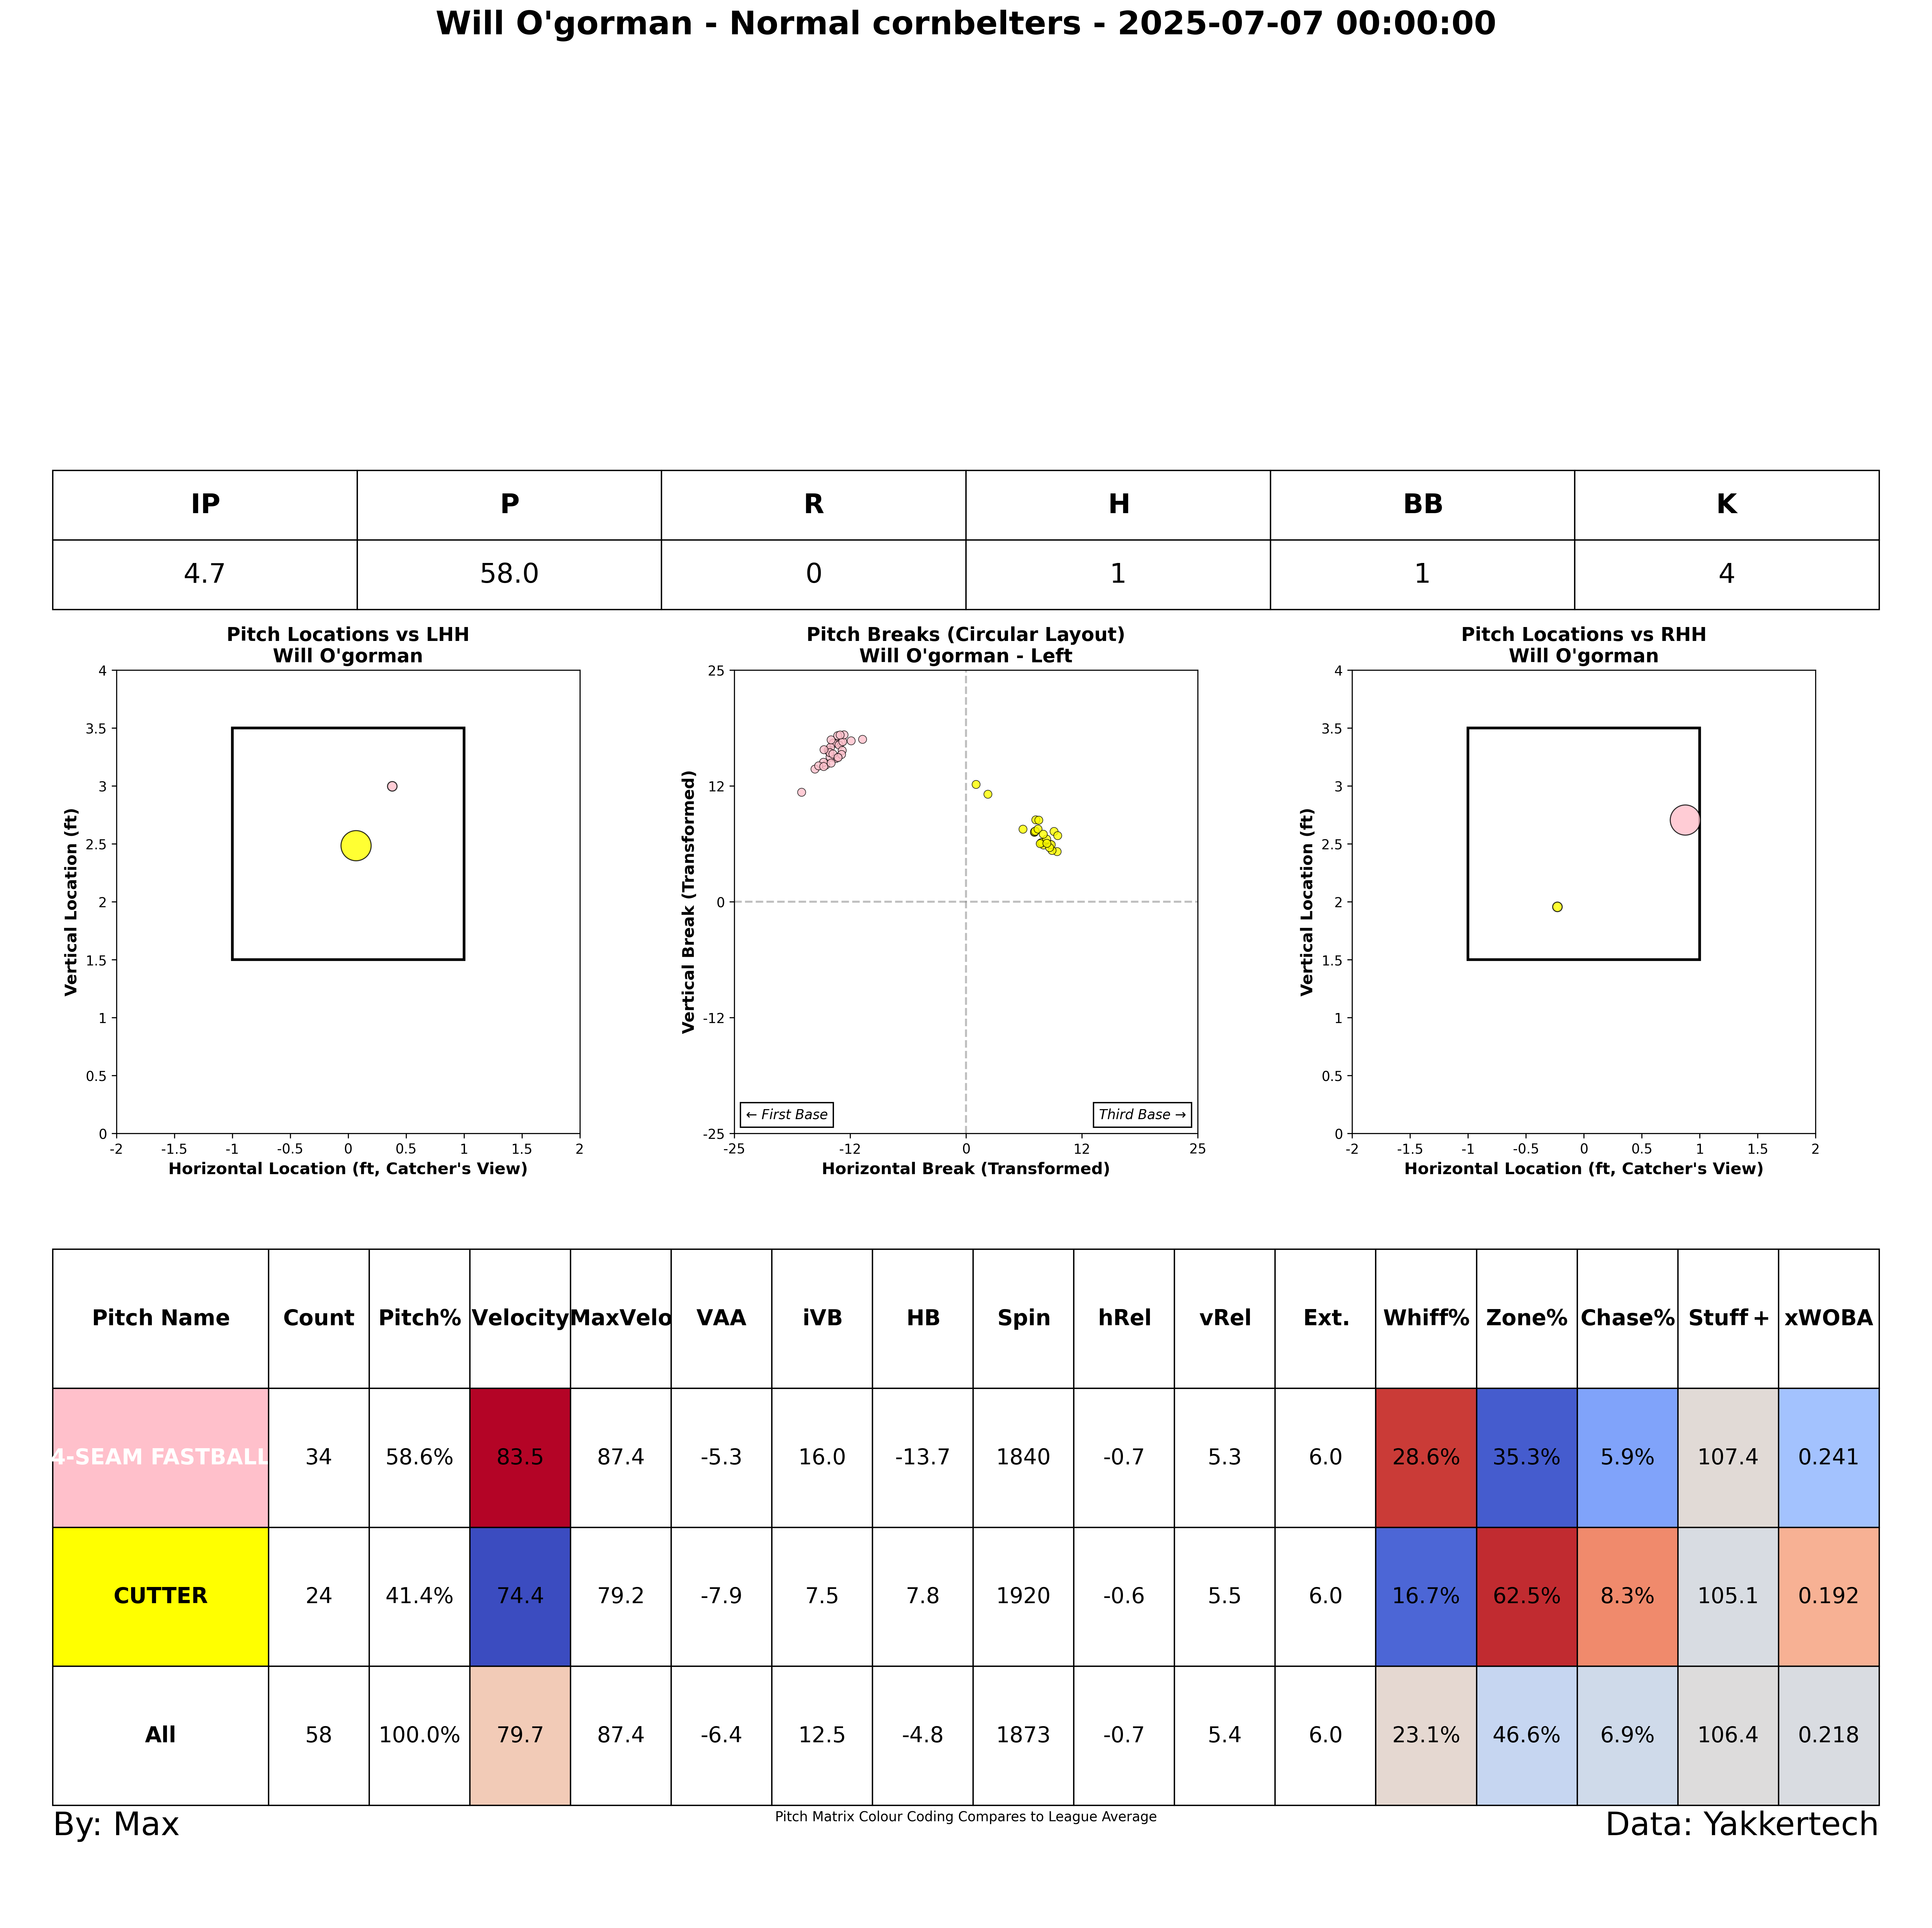 Will O'gorman - Normal cornbelters - 2025-07-07 00:00:00
IP P R H BB K
4.7 58.0 0 1 1 4
Pitch Locations vs LHH
Will O'gorman
4
3.5
3
2.5
2
1.5
1
0.5
0
Vertical Location (ft)
-2 -1.5 -1 -0.5 0 0.5 1 1.5 2
Horizontal Location (ft, Catcher's View)
Pitch Breaks (Circular Layout)
Will O'gorman - Left
25
12
0
-12
-25
Vertical Break (Transformed)
← First Base
Third Base →
-25 -12 0 12 25
Horizontal Break (Transformed)
Pitch Locations vs RHH
Will O'gorman
4
3.5
3
2.5
2
1.5
1
0.5
0
Vertical Location (ft)
-2 -1.5 -1 -0.5 0 0.5 1 1.5 2
Horizontal Location (ft, Catcher's View)
Pitch Name Count Pitch% Velocity MaxVelo VAA iVB HB Spin hRel vRel Ext. Whiff% Zone% Chase% Stuff+ xWOBA
4-SEAM FASTBALL 34 58.6% 83.5 87.4 -5.3 16.0 -13.7 1840 -0.7 5.3 6.0 28.6% 35.3% 5.9% 107.4 0.241
CUTTER 24 41.4% 74.4 79.2 -7.9 7.5 7.8 1920 -0.6 5.5 6.0 16.7% 62.5% 8.3% 105.1 0.192
All 58 100.0% 79.7 87.4 -6.4 12.5 -4.8 1873 -0.7 5.4 6.0 23.1% 46.6% 6.9% 106.4 0.218
By: Max
Pitch Matrix Colour Coding Compares to League Average
Data: Yakkertech